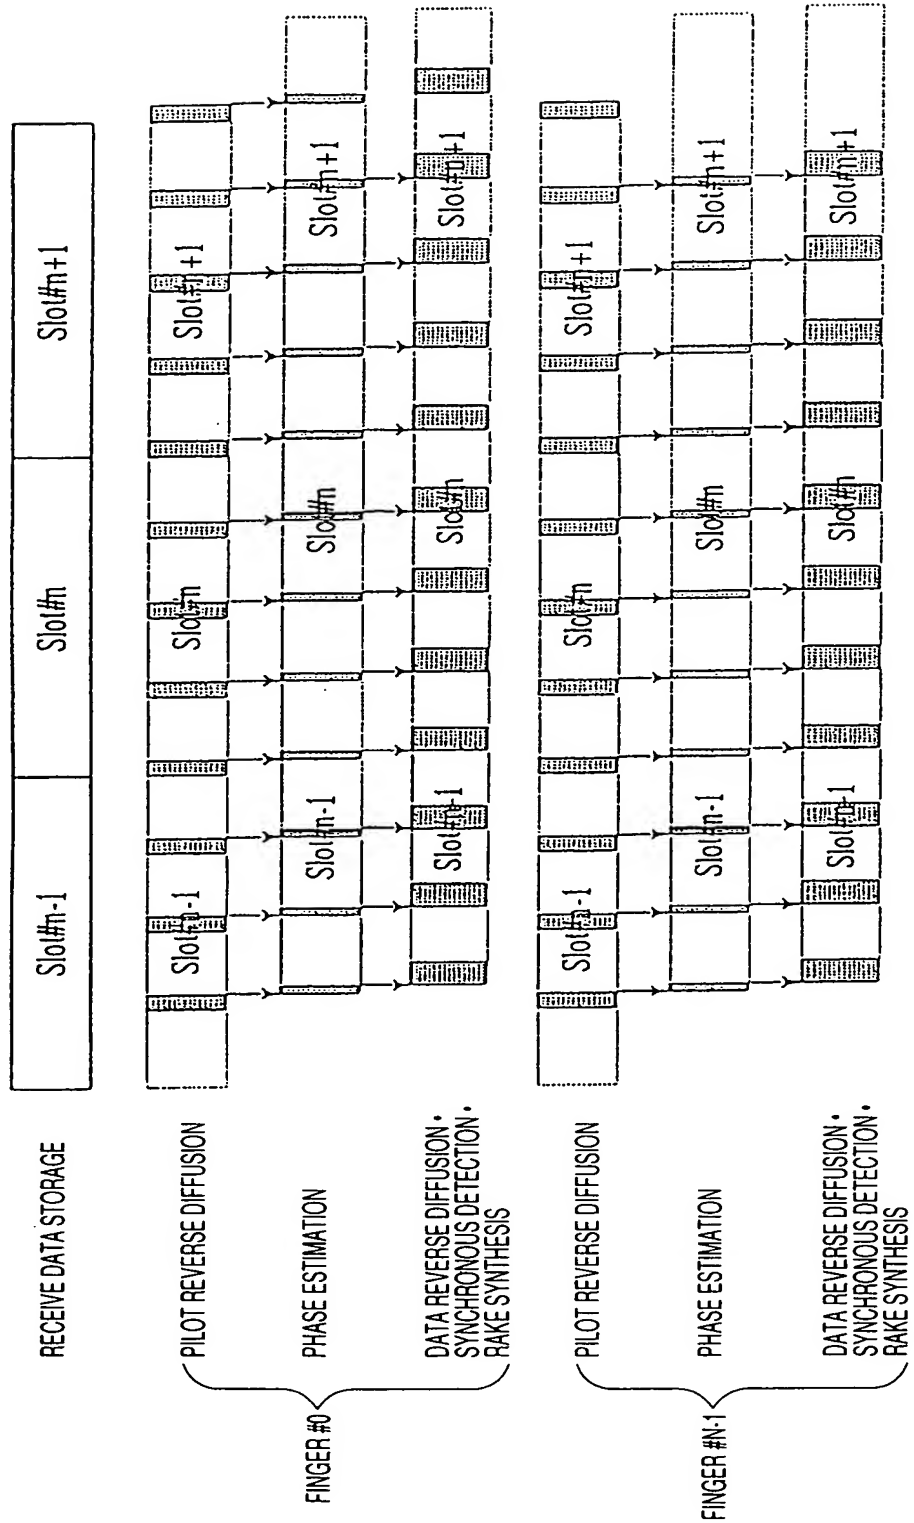 RECEIVE DATA STORAGE
Slot#n-1
Slot#n
Slot#n+1
FINGER #0
PILOT REVERSE DIFFUSION
Slot#n-1
Slot#n
Slot#n+1
PHASE ESTIMATION
Slot#n-1
Slot#n
Slot#n+1
DATA REVERSE DIFFUSION •
SYNCHRONOUS DETECTION •
RAKE SYNTHESIS
Slot#n-1
Slot#n
Slot#n+1
FINGER #N-1
PILOT REVERSE DIFFUSION
Slot#n-1
Slot#n
Slot#n+1
PHASE ESTIMATION
Slot#n-1
Slot#n
Slot#n+1
DATA REVERSE DIFFUSION •
SYNCHRONOUS DETECTION •
RAKE SYNTHESIS
Slot#n-1
Slot#n
Slot#n+1